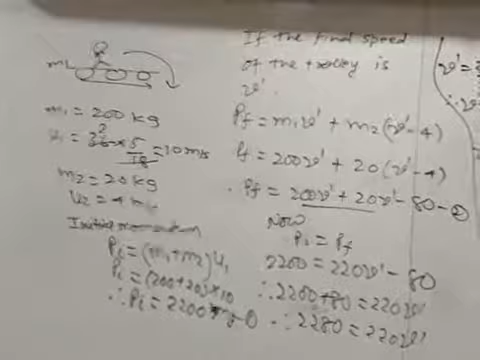 m1
m1 = 200 kg
u1 = 36 × 5/18 = 10 m/s
m2 = 20 kg
u2 = 4
Initial momentum
Pi = (m1+m2)u1
Pi = (200+20)×10
∴ Pi = 2200
If the final speed
of the trolley is
v'
Pf = m1v' + m2(v'-4)
Pf = 200v' + 20(v'-4)
Pf = 200v' + 20v' - 80 - ②
Now
Pi = Pf
2200 = 220v' - 80
∴ 2200+80 = 220v'
∴ 2280 = 220v'